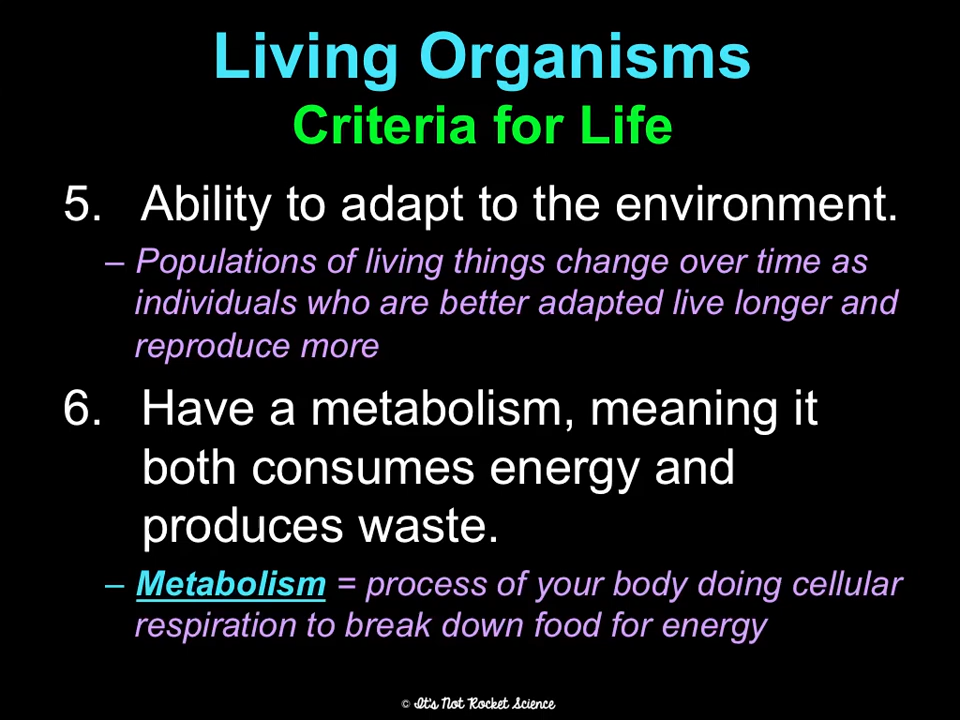 Living Organisms
Criteria for Life
5. Ability to adapt to the environment.
– Populations of living things change over time as
individuals who are better adapted live longer and
reproduce more
6. Have a metabolism, meaning it
both consumes energy and
produces waste.
– Metabolism = process of your body doing cellular
respiration to break down food for energy
© It's Not Rocket Science